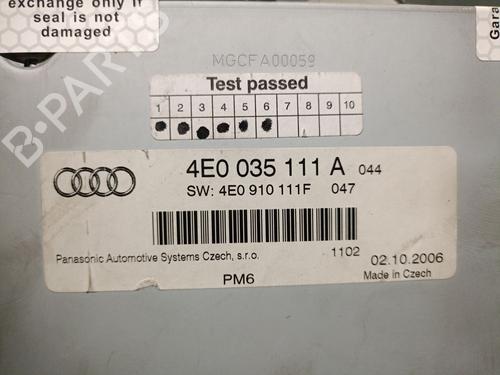 exchange only if
seal is not
damaged
Gara
MGCFA00059
Test passed
1 2 3 4 5 6 7 8 9 10
4E0 035 111 A 044
SW: 4E0 910 111F 047
Panasonic Automotive Systems Czech, s.r.o.
1102
02.10.2006
PM6
Made in Czech
B-PARTS